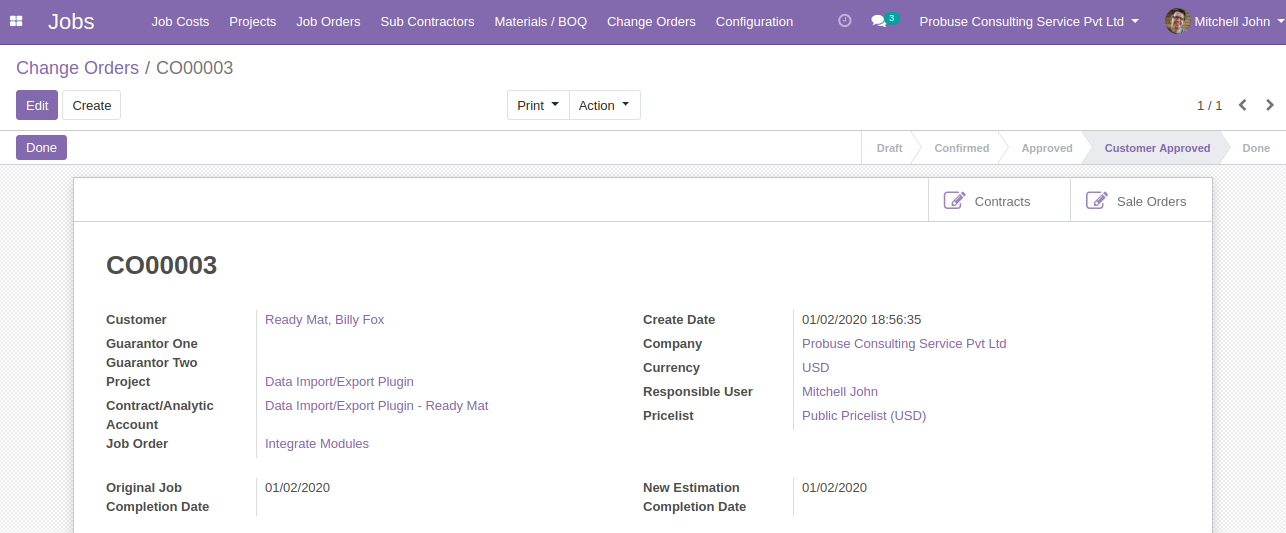 Jobs Job Costs Projects Job Orders Sub Contractors Materials / BOQ Change Orders Configuration 3 Probuse Consulting Service Pvt Ltd Mitchell John
Change Orders / CO00003
Edit Create Print Action 1 / 1
Done Draft Confirmed Approved Customer Approved Done
Contracts Sale Orders
CO00003
Customer Ready Mat, Billy Fox Create Date 01/02/2020 18:56:35
Guarantor One Company Probuse Consulting Service Pvt Ltd
Guarantor Two Currency USD
Project Data Import/Export Plugin Responsible User Mitchell John
Contract/Analytic Data Import/Export Plugin - Ready Mat Pricelist Public Pricelist (USD)
Account
Job Order Integrate Modules
Original Job 01/02/2020 New Estimation 01/02/2020
Completion Date Completion Date